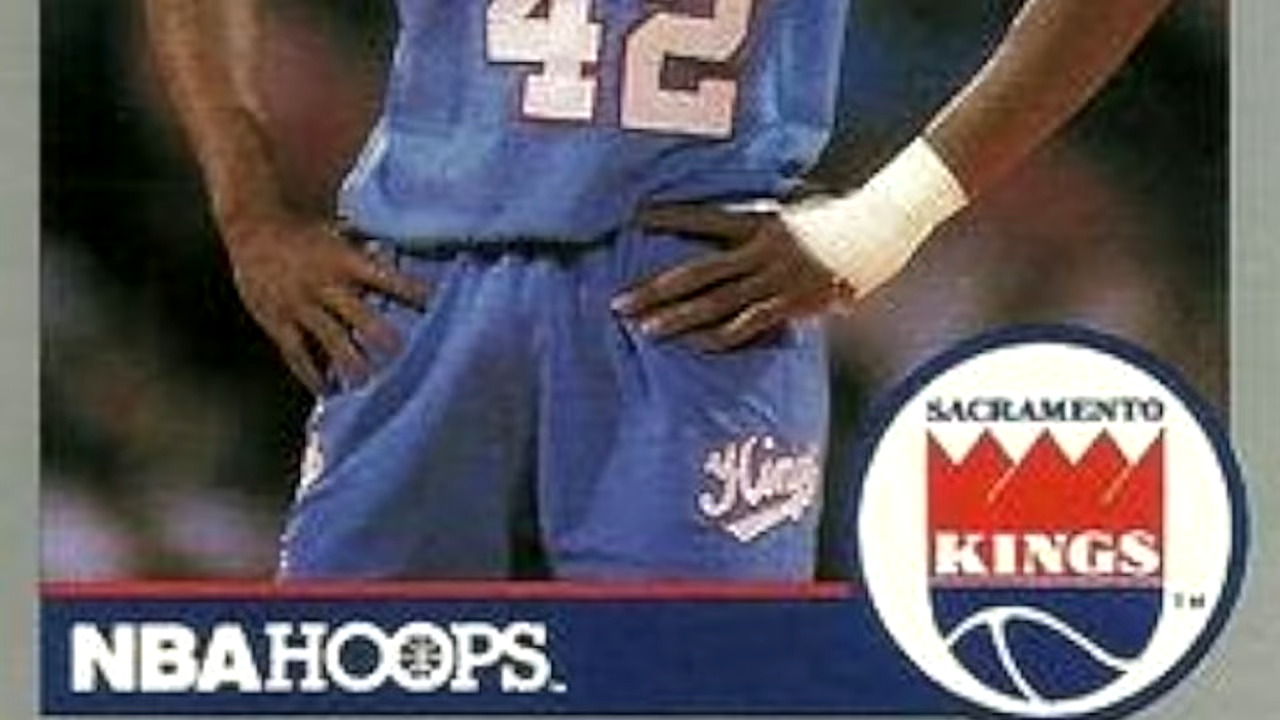 42
Kings
SACRAMENTO
KINGS
TM
NBA HOOPS.